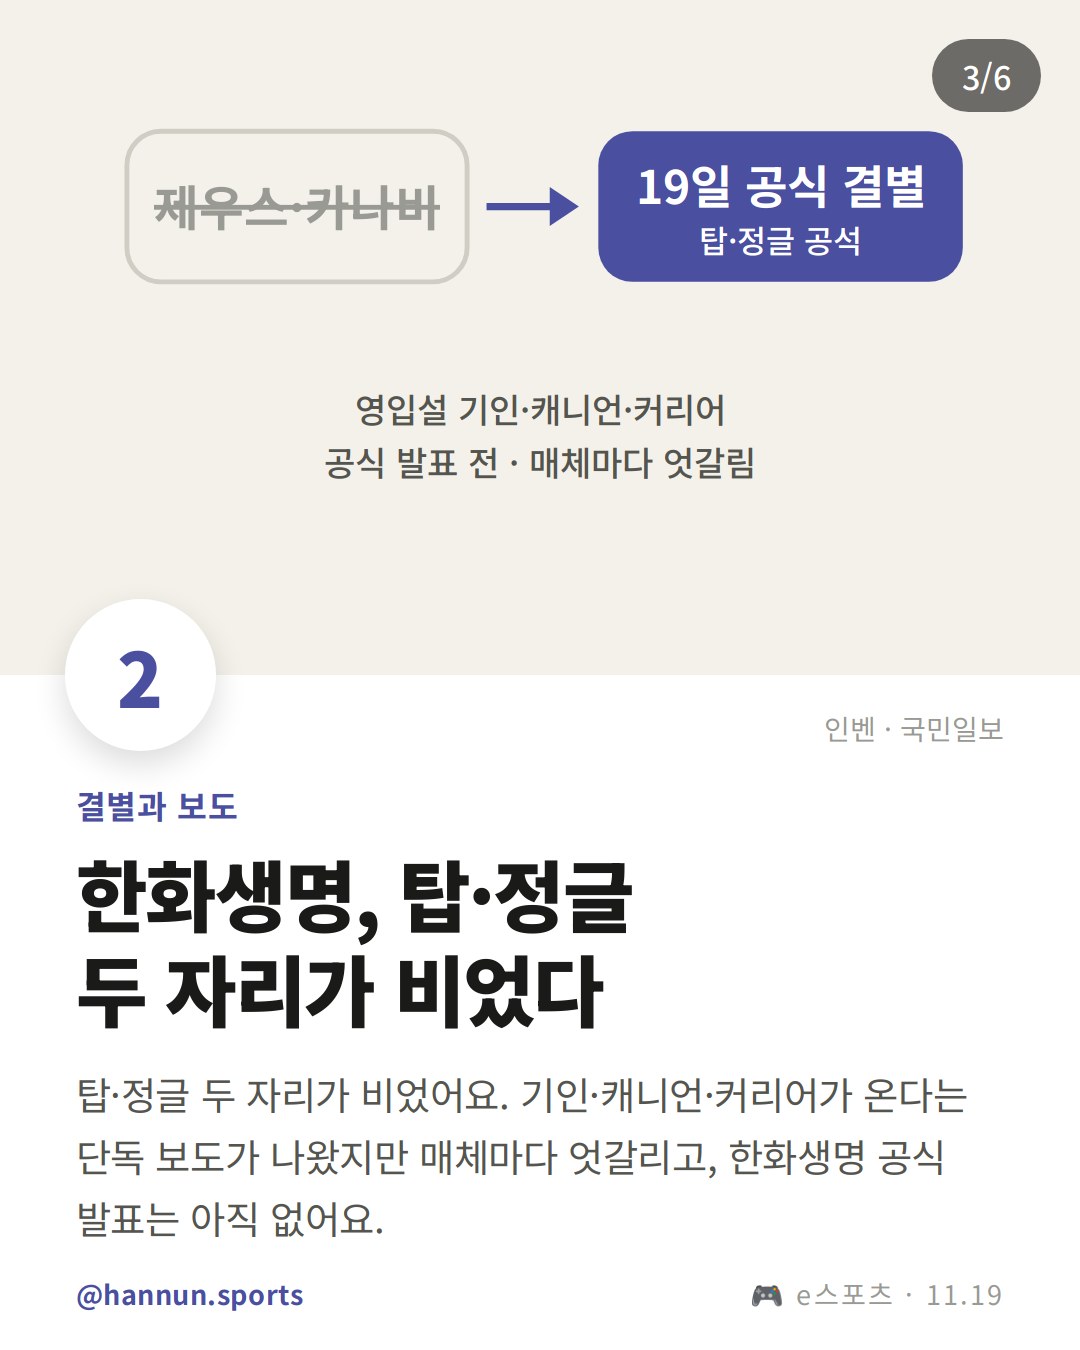 3/6
제우스·카나비
19일 공식 결별
탑·정글 공석
영입설 기인·캐니언·커리어
공식 발표 전 · 매체마다 엇갈림
2
인벤 · 국민일보
결별과 보도
한화생명, 탑·정글
두 자리가 비었다
탑·정글 두 자리가 비었어요. 기인·캐니언·커리어가 온다는
단독 보도가 나왔지만 매체마다 엇갈리고, 한화생명 공식
발표는 아직 없어요.
@hannun.sports
🎮 e스포츠 · 11.19